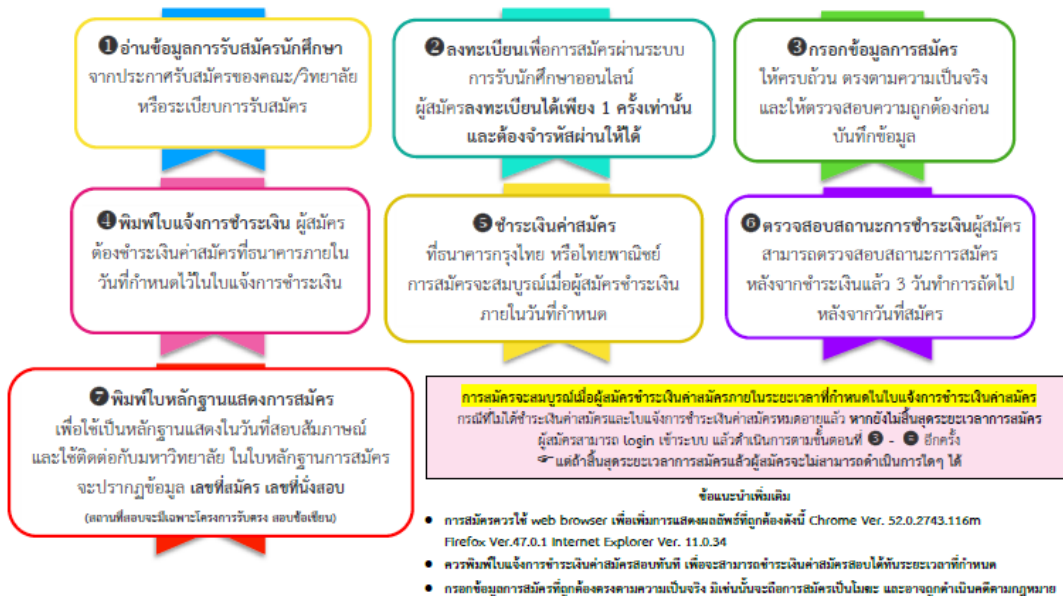 ❶อ่านข้อมูลการรับสมัครนักศึกษา
จากประกาศรับสมัครของคณะ/วิทยาลัย
หรือระเบียบการรับสมัคร
❷ลงทะเบียนเพื่อการสมัครผ่านระบบ
การรับนักศึกษาออนไลน์
ผู้สมัครลงทะเบียนได้เพียง 1 ครั้งเท่านั้น
และต้องจำรหัสผ่านให้ได้
❸กรอกข้อมูลการสมัคร
ให้ครบถ้วน ตรงตามความเป็นจริง
และให้ตรวจสอบความถูกต้องก่อน
บันทึกข้อมูล
❹พิมพ์ใบแจ้งการชำระเงิน ผู้สมัคร
ต้องชำระเงินค่าสมัครที่ธนาคารภายใน
วันที่กำหนดไว้ในใบแจ้งการชำระเงิน
❺ชำระเงินค่าสมัคร
ที่ธนาคารกรุงไทย หรือไทยพาณิชย์
การสมัครจะสมบูรณ์เมื่อผู้สมัครชำระเงิน
ภายในวันที่กำหนด
❻ตรวจสอบสถานะการชำระเงินผู้สมัคร
สามารถตรวจสอบสถานะการสมัคร
หลังจากชำระเงินแล้ว 3 วันทำการถัดไป
หลังจากวันที่สมัคร
❼พิมพ์ใบหลักฐานแสดงการสมัคร
เพื่อใช้เป็นหลักฐานแสดงในวันที่สอบสัมภาษณ์
และใช้ติดต่อกับมหาวิทยาลัย ในใบหลักฐานการสมัคร
จะปรากฏข้อมูล เลขที่สมัคร เลขที่นั่งสอบ
(สถานที่สอบจะมีเฉพาะโครงการรับตรง สอบข้อเขียน)
การสมัครจะสมบูรณ์เมื่อผู้สมัครชำระเงินค่าสมัครภายในระยะเวลาที่กำหนดในใบแจ้งการชำระเงินค่าสมัคร
กรณีที่ไม่ได้ชำระเงินค่าสมัครและใบแจ้งการชำระเงินค่าสมัครหมดอายุแล้ว หากยังไม่สิ้นสุดระยะเวลาการสมัคร
ผู้สมัครสามารถ login เข้าระบบ แล้วดำเนินการตามขั้นตอนที่ ❸ - อีกครั้ง
☞ แต่ถ้าสิ้นสุดระยะเวลาการสมัครแล้วผู้สมัครจะไม่สามารถดำเนินการใดๆ ได้
ข้อแนะนำเพิ่มเติม
● การสมัครควรใช้ web browser เพื่อเพิ่มการแสดงผลลัพธ์ที่ถูกต้องดังนี้ Chrome Ver. 52.0.2743.116m
Firefox Ver.47.0.1 Internet Explorer Ver. 11.0.34
● ควรพิมพ์ใบแจ้งการชำระเงินค่าสมัครสอบทันที เพื่อจะสามารถชำระเงินค่าสมัครสอบได้ทันระยะเวลาที่กำหนด
● กรอกข้อมูลการสมัครที่ถูกต้องตรงตามความเป็นจริง มิเช่นนั้นจะถือการสมัครเป็นโมฆะ และอาจถูกดำเนินคดีตามกฎหมาย